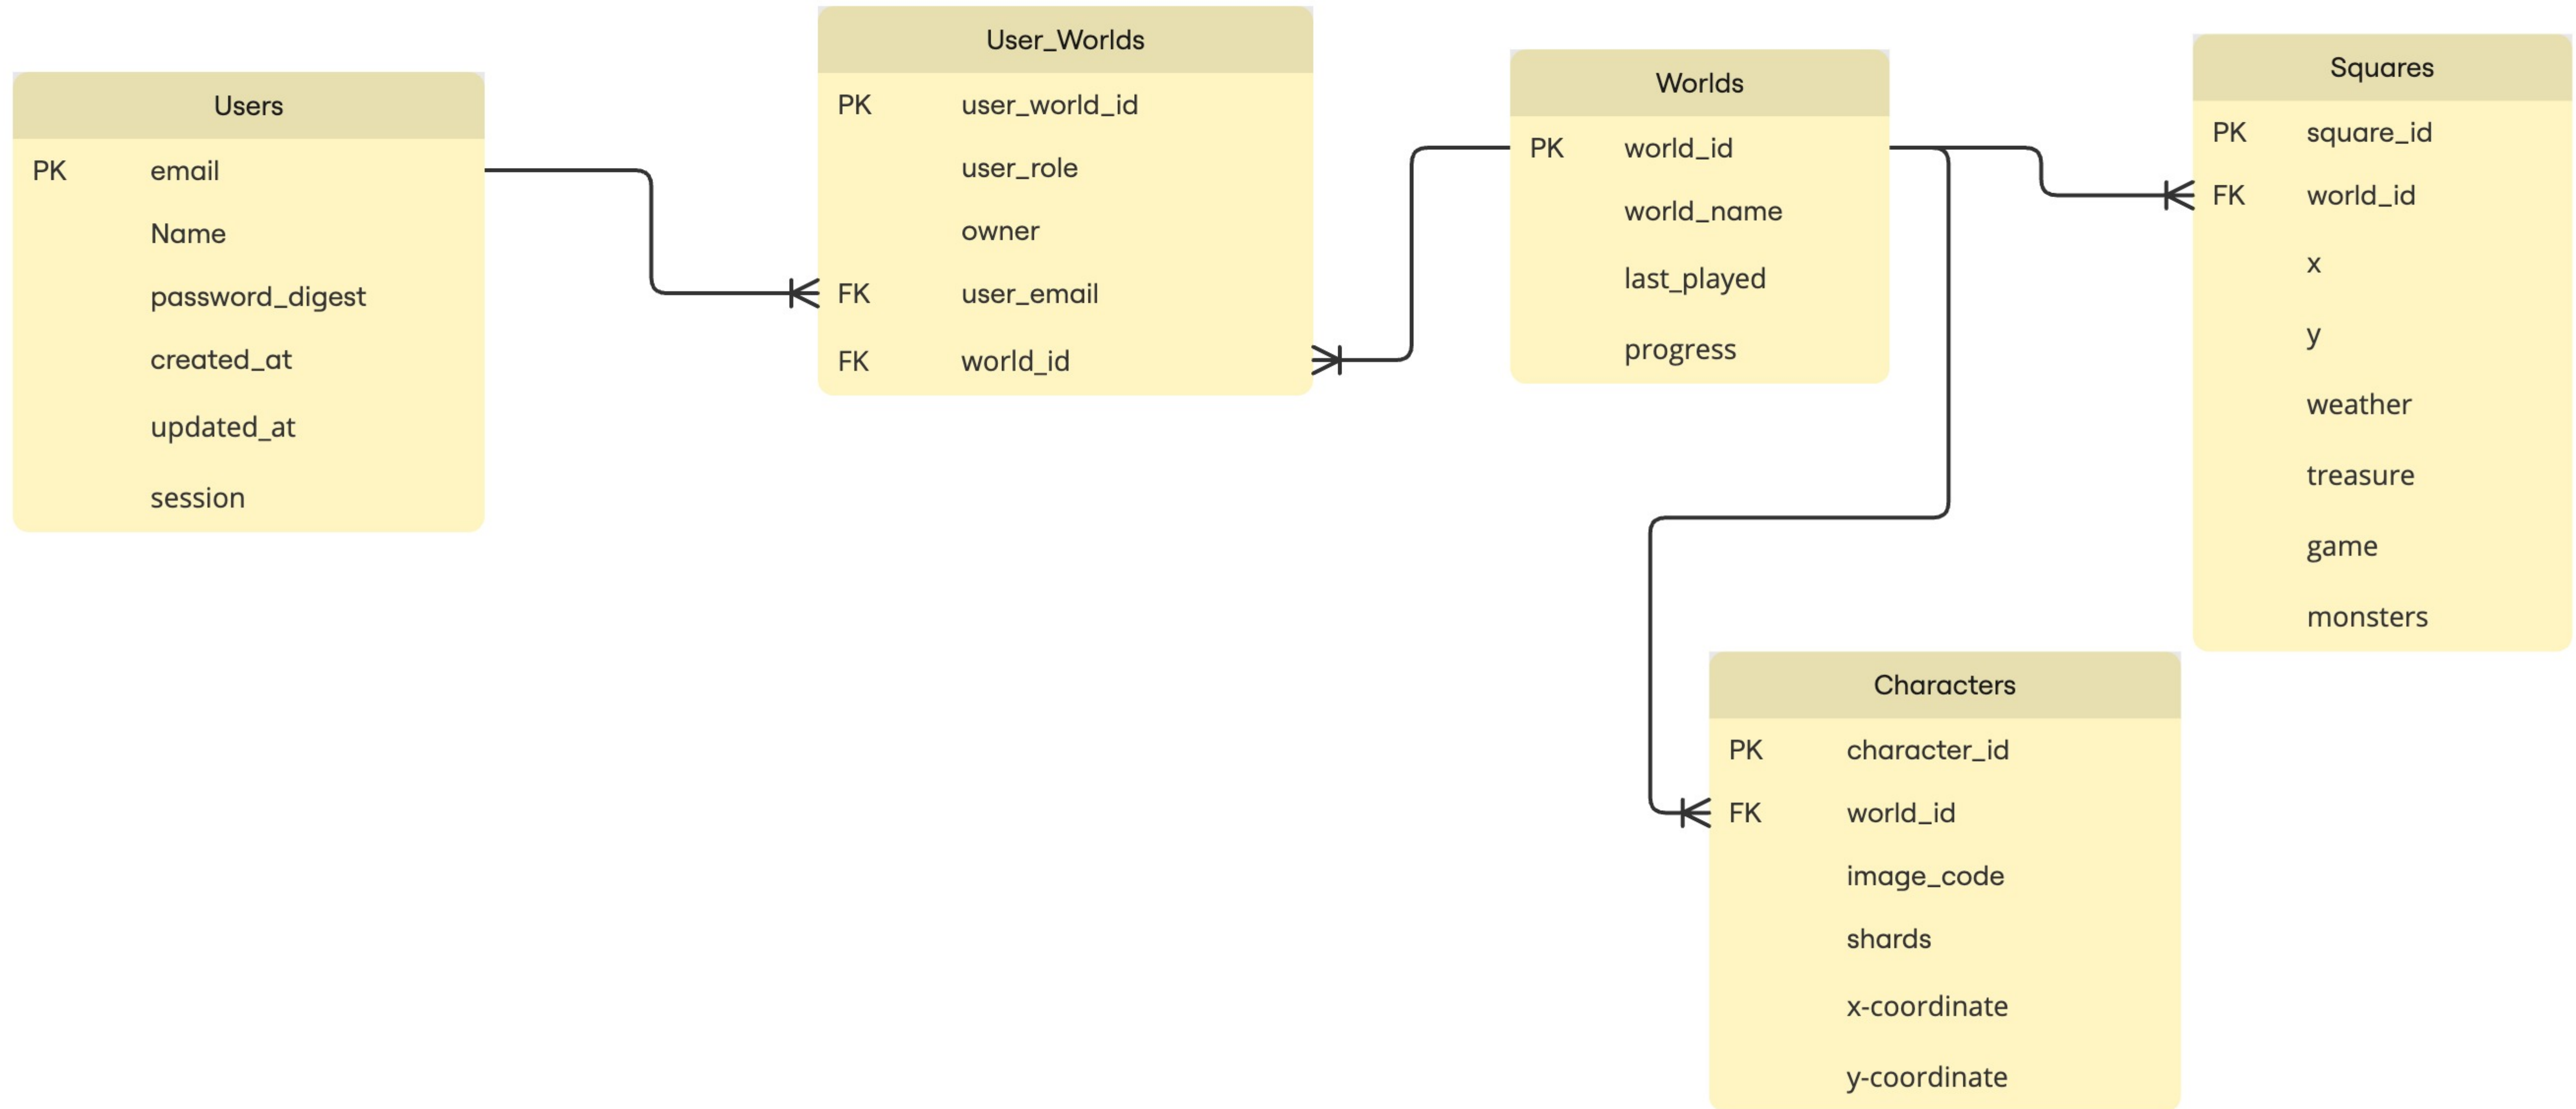 Users
PK email
Name
password_digest
created_at
updated_at
session
User_Worlds
PK user_world_id
user_role
owner
FK user_email
FK world_id
Worlds
PK world_id
world_name
last_played
progress
Squares
PK square_id
FK world_id
x
y
weather
treasure
game
monsters
Characters
PK character_id
FK world_id
image_code
shards
x-coordinate
y-coordinate